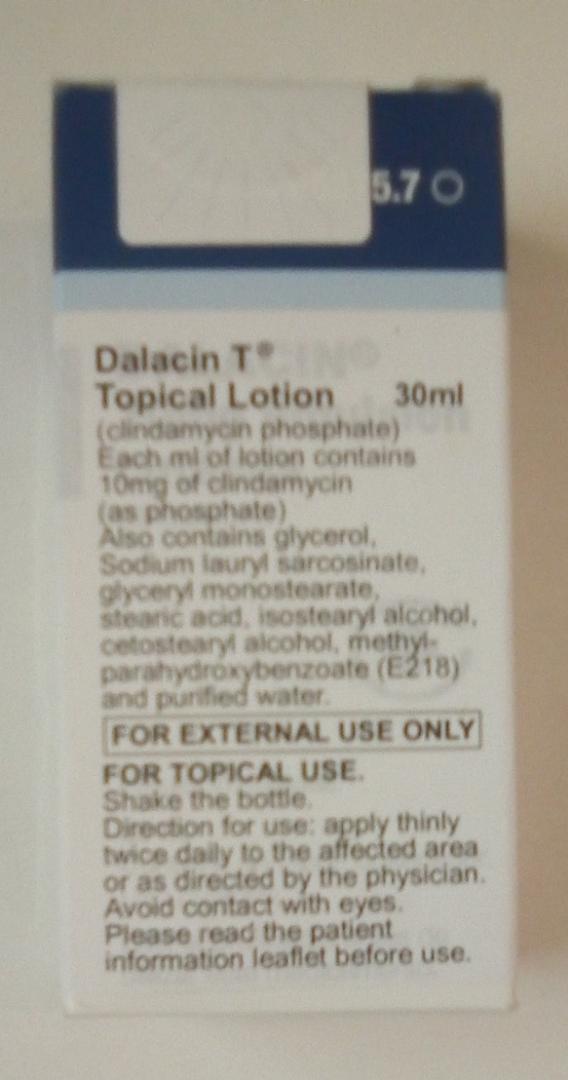 5.7
Dalacin T®
Topical Lotion 30ml
(clindamycin phosphate)
Each ml of lotion contains
10mg of clindamycin
(as phosphate)
Also contains glycerol,
Sodium lauryl sarcosinate,
glyceryl monostearate,
stearic acid, isostearyl alcohol,
cetostearyl alcohol, methyl-
parahydroxybenzoate (E218)
and purified water.
FOR EXTERNAL USE ONLY
FOR TOPICAL USE.
Shake the bottle.
Direction for use: apply thinly
twice daily to the affected area
or as directed by the physician.
Avoid contact with eyes.
Please read the patient
information leaflet before use.